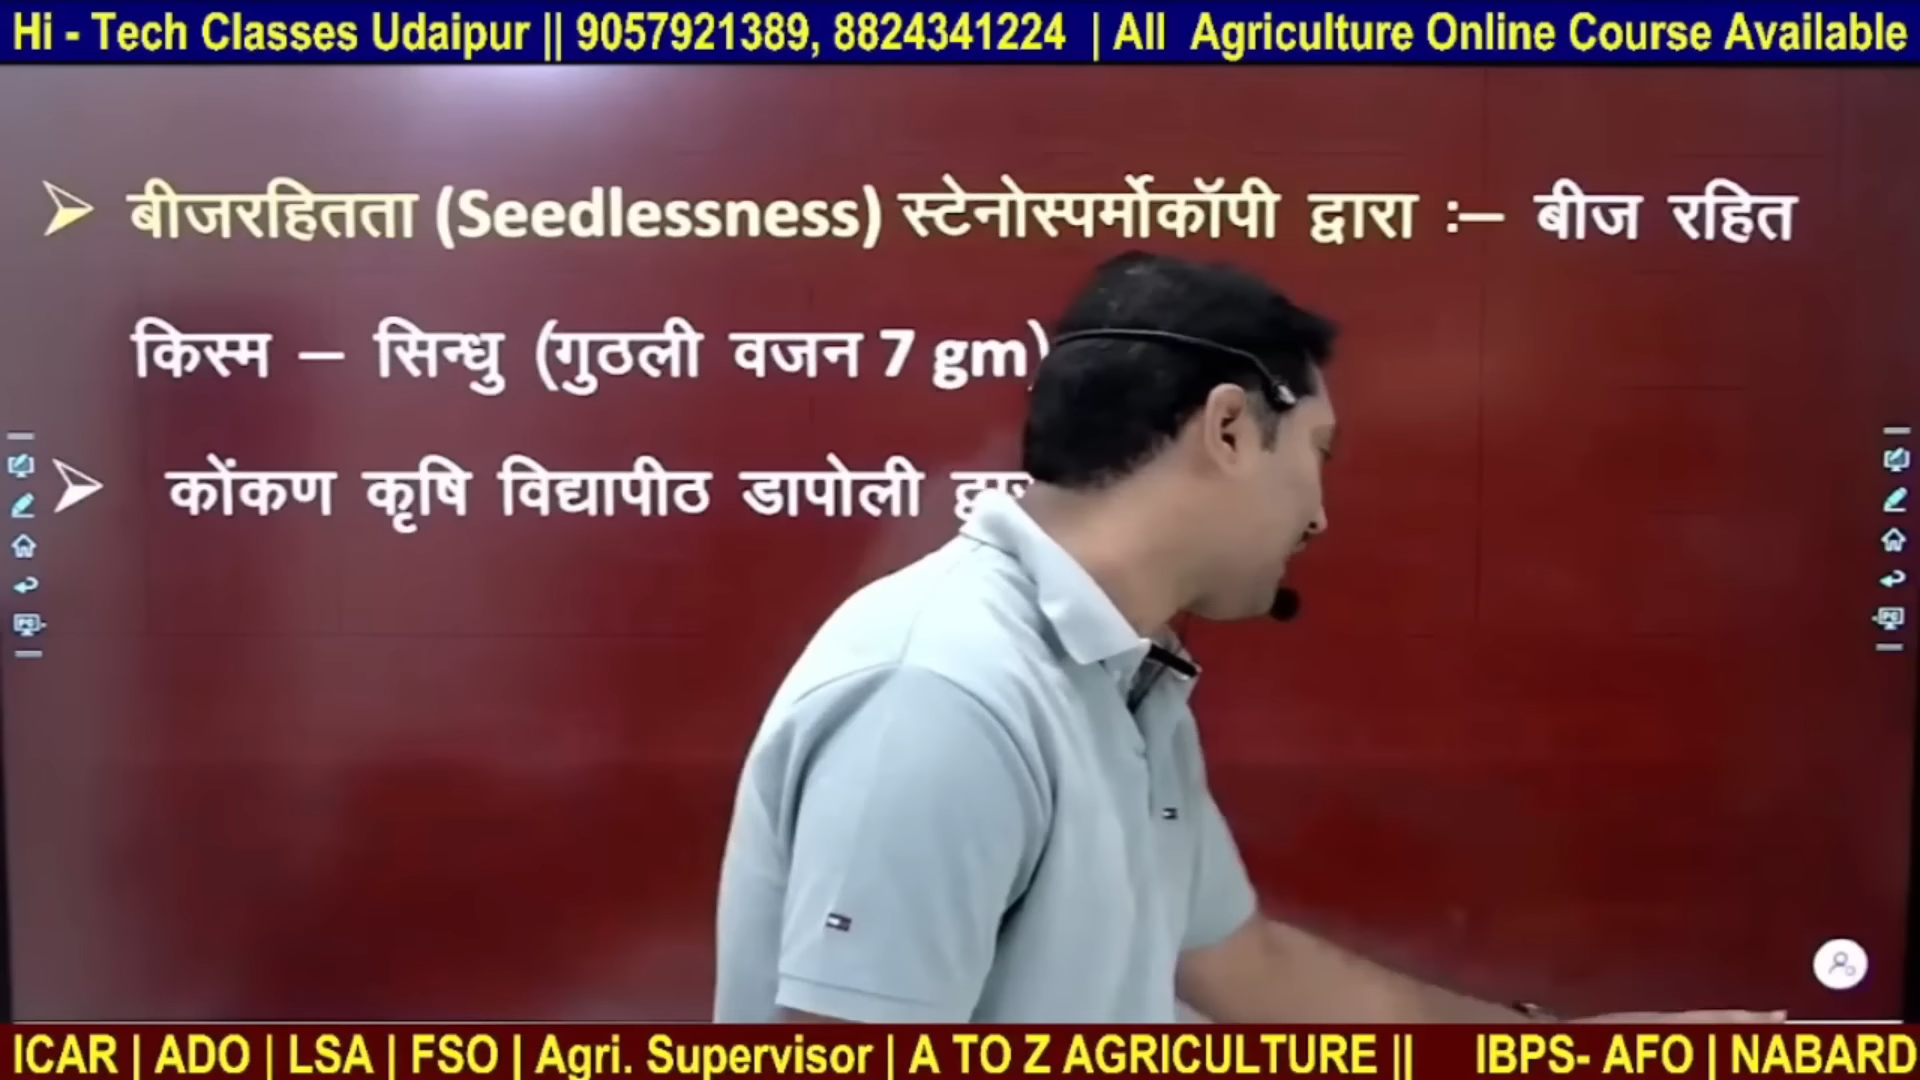 Hi - Tech Classes Udaipur || 9057921389, 8824341224 | All Agriculture Online Course Available
➢ बीजरहितता (Seedlessness) स्टेनोस्पर्मोकॉपी द्वारा :– बीज रहित
किस्म – सिन्धु (गुठली वजन 7 gm)
➢ कोंकण कृषि विद्यापीठ डापोली
ICAR | ADO | LSA | FSO | Agri. Supervisor | A TO Z AGRICULTURE || IBPS- AFO | NABARD